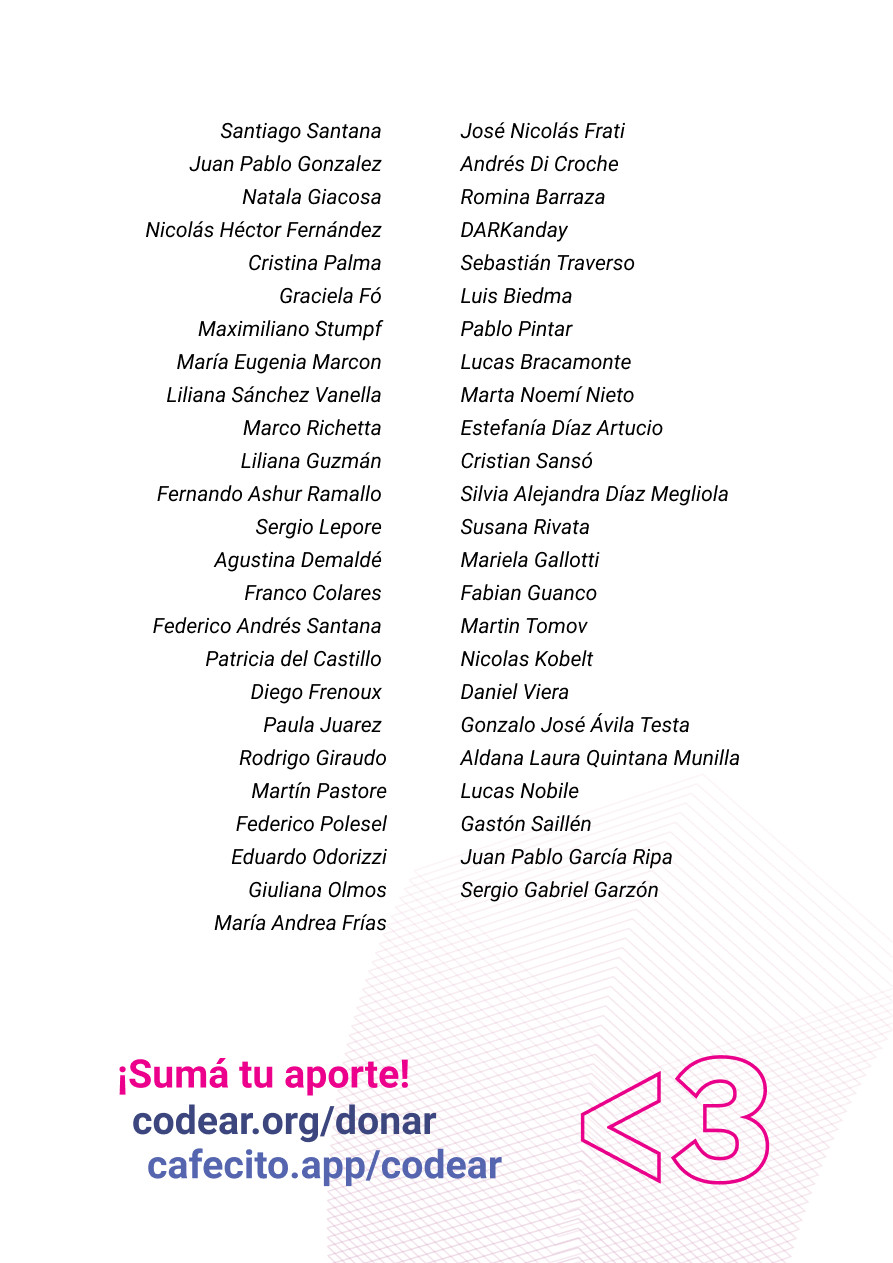 Santiago Santana
Juan Pablo Gonzalez
Natala Giacosa
Nicolás Héctor Fernández
Cristina Palma
Graciela Fó
Maximiliano Stumpf
María Eugenia Marcon
Liliana Sánchez Vanella
Marco Richetta
Liliana Guzmán
Fernando Ashur Ramallo
Sergio Lepore
Agustina Demaldé
Franco Colares
Federico Andrés Santana
Patricia del Castillo
Diego Frenoux
Paula Juarez
Rodrigo Giraudo
Martín Pastore
Federico Polesel
Eduardo Odorizzi
Giuliana Olmos
María Andrea Frías
José Nicolás Frati
Andrés Di Croche
Romina Barraza
DARKanday
Sebastián Traverso
Luis Biedma
Pablo Pintar
Lucas Bracamonte
Marta Noemí Nieto
Estefanía Díaz Artucio
Cristian Sansó
Silvia Alejandra Díaz Megliola
Susana Rivata
Mariela Gallotti
Fabian Guanco
Martin Tomov
Nicolas Kobelt
Daniel Viera
Gonzalo José Ávila Testa
Aldana Laura Quintana Munilla
Lucas Nobile
Gastón Saillén
Juan Pablo García Ripa
Sergio Gabriel Garzón
¡Sumá tu aporte!
codear.org/donar
cafecito.app/codear
<3